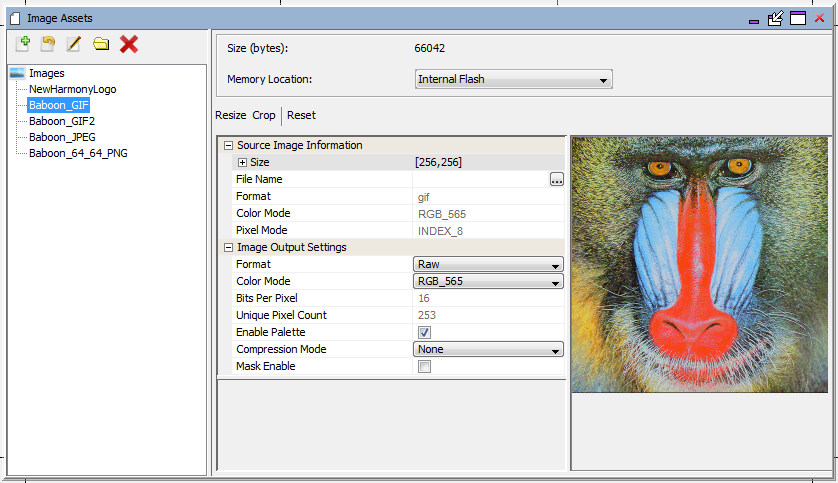 Image Assets
Images
NewHarmonyLogo
Baboon_GIF
Baboon_GIF2
Baboon_JPEG
Baboon_64_64_PNG
Size (bytes): 66042
Memory Location: Internal Flash
Resize Crop Reset
Source Image Information
Size [256,256]
File Name ...
Format gif
Color Mode RGB_565
Pixel Mode INDEX_8
Image Output Settings
Format Raw
Color Mode RGB_565
Bits Per Pixel 16
Unique Pixel Count 253
Enable Palette
Compression Mode None
Mask Enable